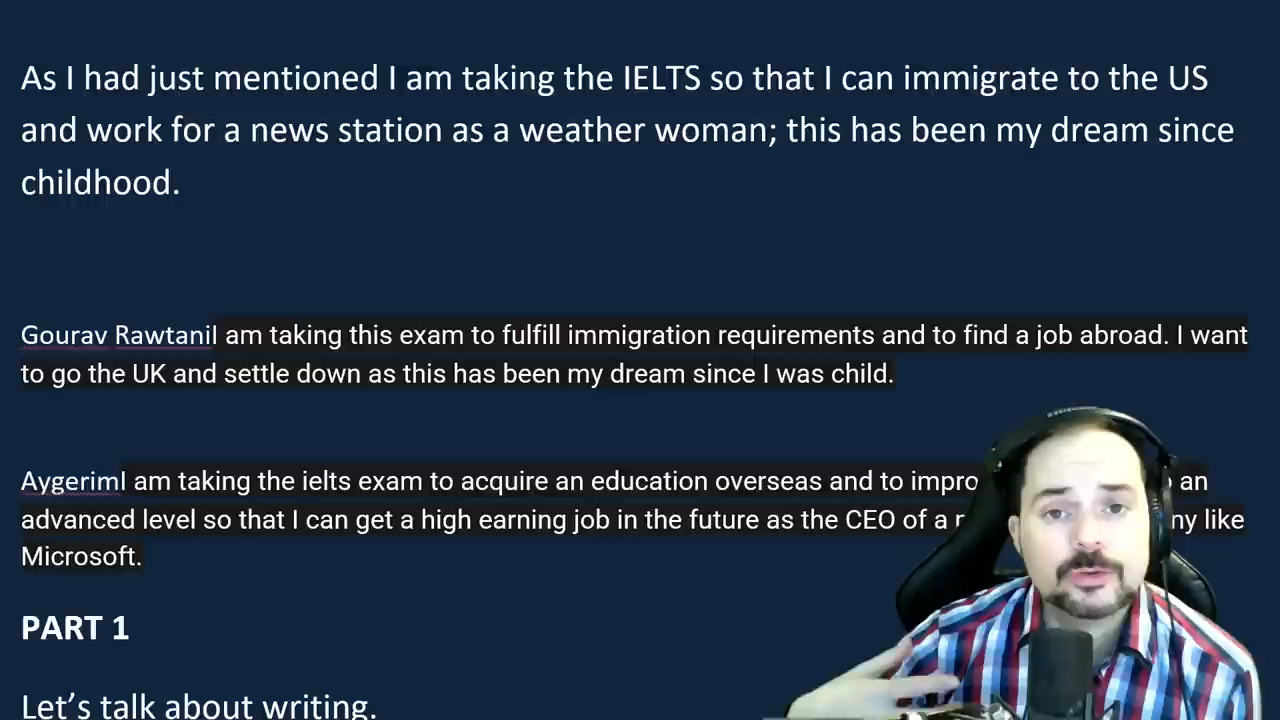 As I had just mentioned I am taking the IELTS so that I can immigrate to the US
and work for a news station as a weather woman; this has been my dream since
childhood.
Gourav RawtaniI am taking this exam to fulfill immigration requirements and to find a job abroad. I want
to go the UK and settle down as this has been my dream since I was child.
AygerimI am taking the ielts exam to acquire an education overseas and to an
advanced level so that I can get a high earning job in the future as the CEO of a like
Microsoft.
PART 1
Let's talk about writing.